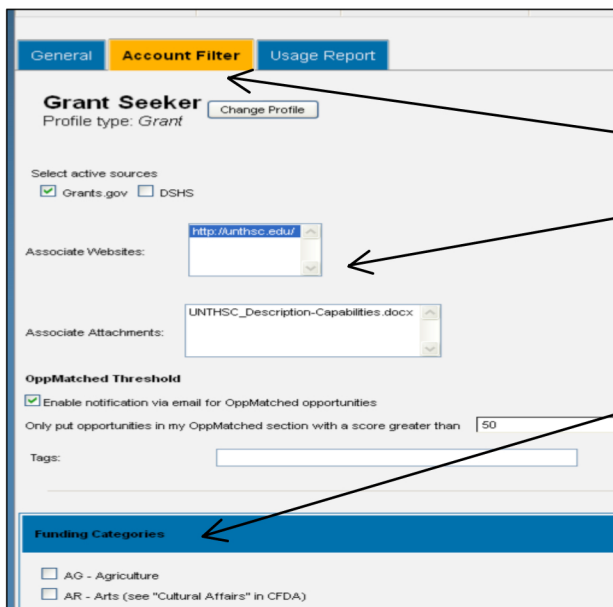 General Account Filter Usage Report
Grant Seeker Change Profile
Profile type: Grant
Select active sources
Grants.gov DSHS
http://unthsc.edu/
Associate Websites:
UNTHSC_Description-Capabilities.docx
Associate Attachments:
OppMatched Threshold
Enable notification via email for OppMatched opportunities
Only put opportunities in my OppMatched section with a score greater than 50
Tags:
Funding Categories
AG - Agriculture
AR - Arts (see "Cultural Affairs" in CFDA)